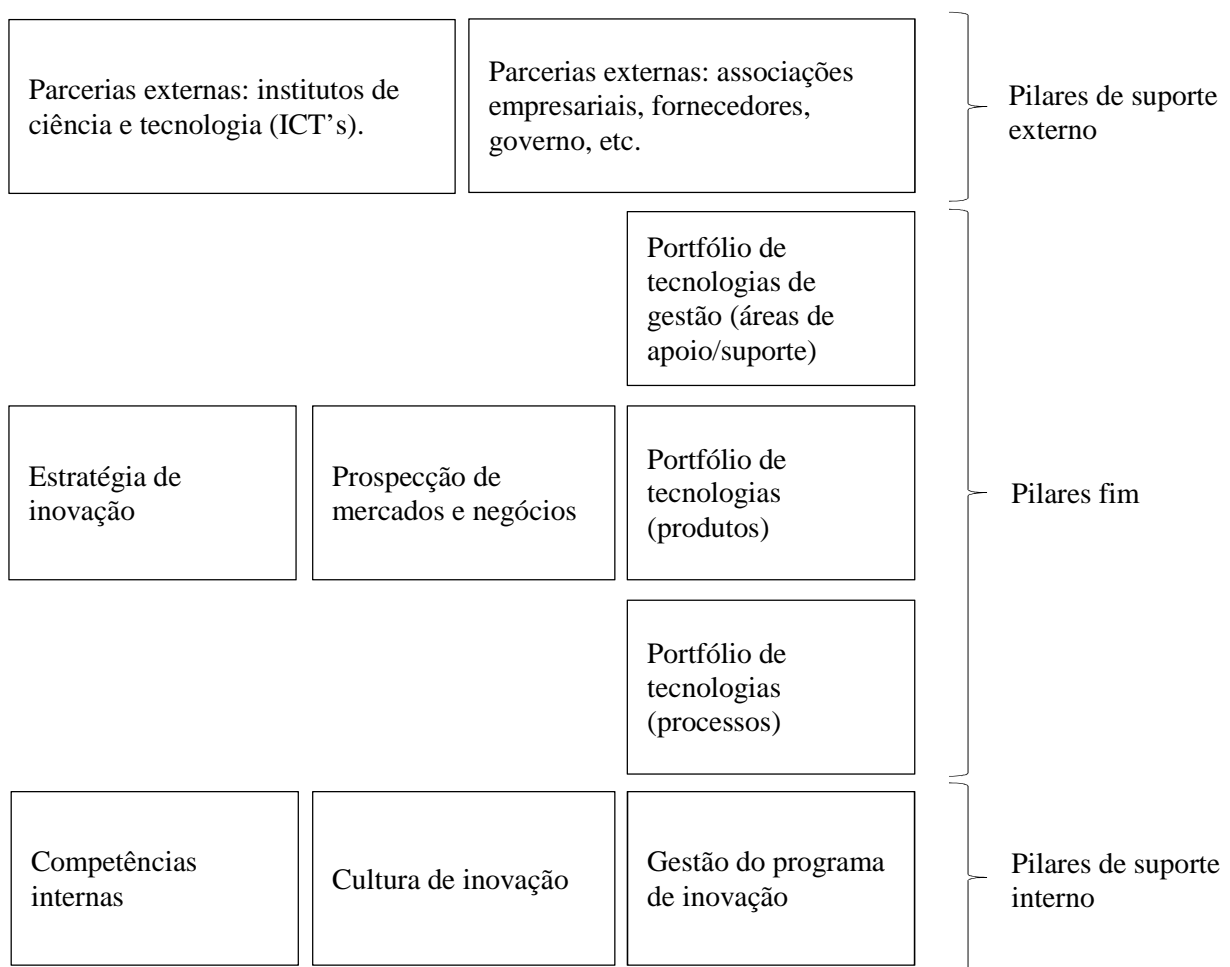 Parcerias externas: institutos de
ciência e tecnologia (ICT’s).
Parcerias externas: associações
empresariais, fornecedores,
governo, etc.
Pilares de suporte
externo
Portfólio de
tecnologias de
gestão (áreas de
apoio/suporte)
Estratégia de
inovação
Prospecção de
mercados e negócios
Portfólio de
tecnologias
(produtos)
Pilares fim
Portfólio de
tecnologias
(processos)
Competências
internas
Cultura de inovação
Gestão do programa
de inovação
Pilares de suporte
interno